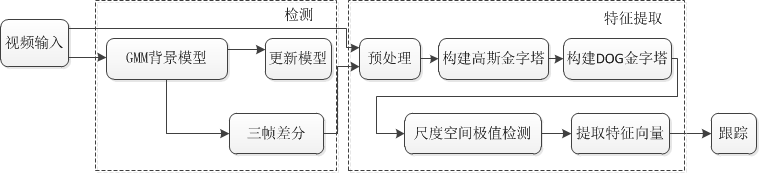 检测
特征提取
视频输入
GMM背景模型
更新模型
预处理
构建高斯金字塔
构建DOG金字塔
三帧差分
尺度空间极值检测
提取特征向量
跟踪